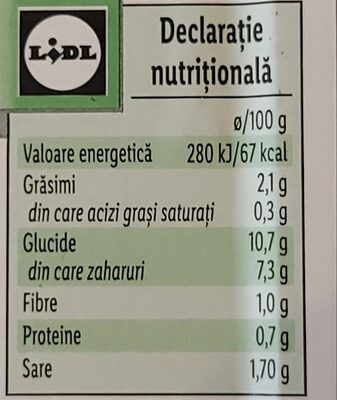 LIDL
Declarație
nutrițională
ø/100 g
Valoare energetică 280 kJ/67 kcal
Grăsimi 2,1 g
din care acizi grași saturați 0,3 g
Glucide 10,7 g
din care zaharuri 7,3 g
Fibre 1,0 g
Proteine 0,7 g
Sare 1,70 g